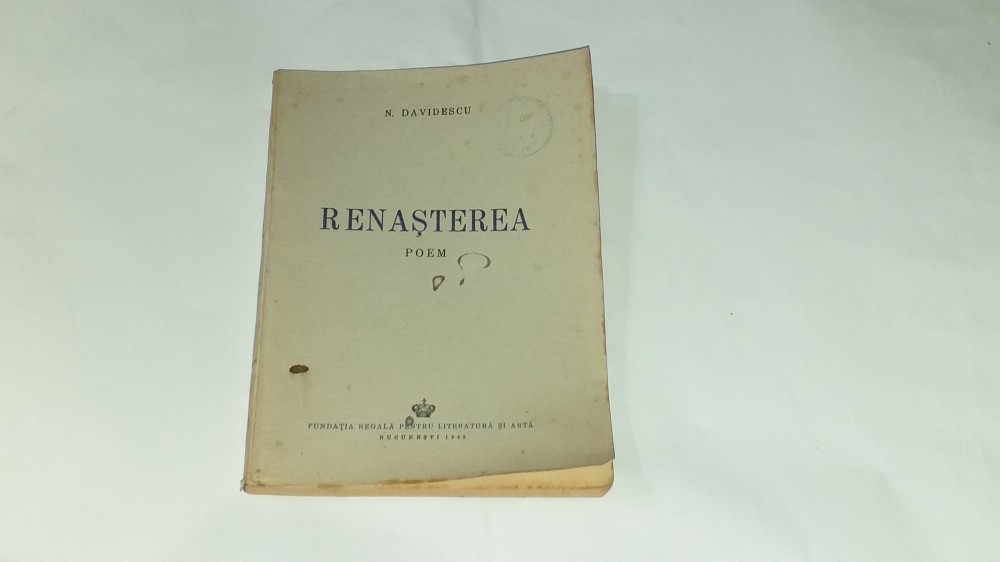 N. DAVIDESCU
RENAŞTEREA
POEM
FUNDAŢIA REGALĂ PENTRU LITERATURĂ ŞI ARTĂ
BUCUREŞTI